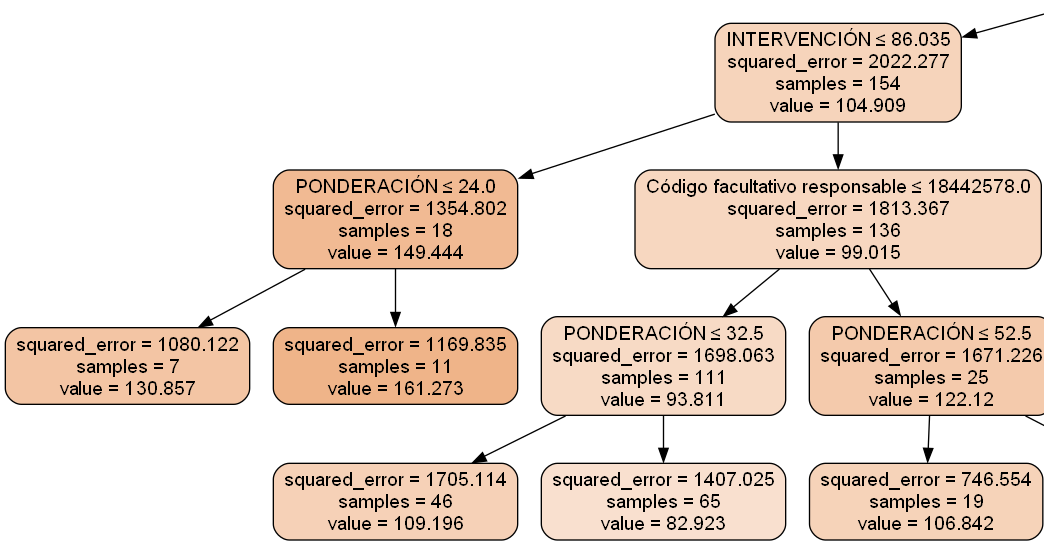 INTERVENCIÓN ≤ 86.035
squared_error = 2022.277
samples = 154
value = 104.909
PONDERACIÓN ≤ 24.0
squared_error = 1354.802
samples = 18
value = 149.444
Código facultativo responsable ≤ 18442578.0
squared_error = 1813.367
samples = 136
value = 99.015
squared_error = 1080.122
samples = 7
value = 130.857
squared_error = 1169.835
samples = 11
value = 161.273
PONDERACIÓN ≤ 32.5
squared_error = 1698.063
samples = 111
value = 93.811
PONDERACIÓN ≤ 52.5
squared_error = 1671.226
samples = 25
value = 122.12
squared_error = 1705.114
samples = 46
value = 109.196
squared_error = 1407.025
samples = 65
value = 82.923
squared_error = 746.554
samples = 19
value = 106.842